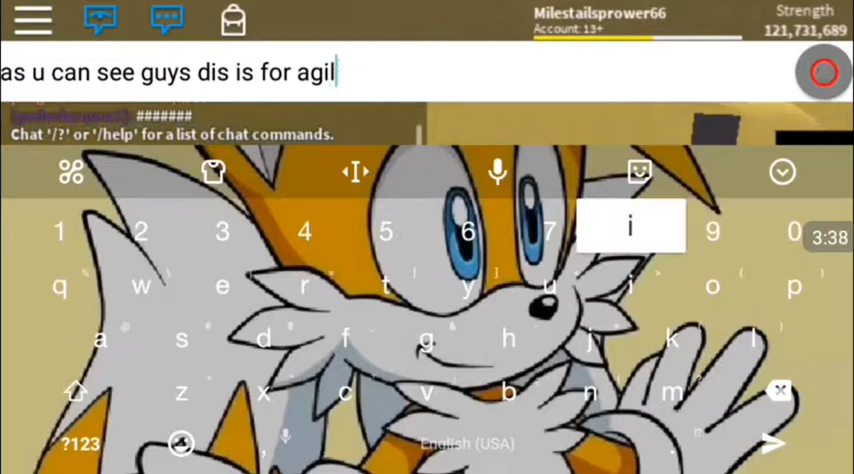 Milestailsprower66
Account: 13+
Strength
121,731,689
as u can see guys dis is for agil
#######
Chat '/?' or '/help' for a list of chat commands.
i
1 2 3 4 5 6 7 9 0
3:38
q w e r t y u i o p
a s d f g h j k l
z x c v b n m
?123 , English (USA) .